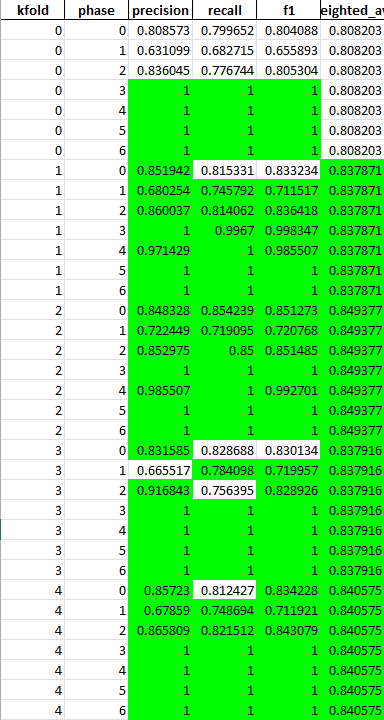 kfold phase precision recall f1 eighted_av
0 0 0.808573 0.799652 0.804088 0.808203
0 1 0.631099 0.682715 0.655893 0.808203
0 2 0.836045 0.776744 0.805304 0.808203
0 3 1 1 1 0.808203
0 4 1 1 1 0.808203
0 5 1 1 1 0.808203
0 6 1 1 1 0.808203
1 0 0.851942 0.815331 0.833234 0.837871
1 1 0.680254 0.745792 0.711517 0.837871
1 2 0.860037 0.814062 0.836418 0.837871
1 3 1 0.9967 0.998347 0.837871
1 4 0.971429 1 0.985507 0.837871
1 5 1 1 1 0.837871
1 6 1 1 1 0.837871
2 0 0.848328 0.854239 0.851273 0.849377
2 1 0.722449 0.719095 0.720768 0.849377
2 2 0.852975 0.85 0.851485 0.849377
2 3 1 1 1 0.849377
2 4 0.985507 1 0.992701 0.849377
2 5 1 1 1 0.849377
2 6 1 1 1 0.849377
3 0 0.831585 0.828688 0.830134 0.837916
3 1 0.665517 0.784098 0.719957 0.837916
3 2 0.916843 0.756395 0.828926 0.837916
3 3 1 1 1 0.837916
3 4 1 1 1 0.837916
3 5 1 1 1 0.837916
3 6 1 1 1 0.837916
4 0 0.85723 0.812427 0.834228 0.840575
4 1 0.67859 0.748694 0.711921 0.840575
4 2 0.865809 0.821512 0.843079 0.840575
4 3 1 1 1 0.840575
4 4 1 1 1 0.840575
4 5 1 1 1 0.840575
4 6 1 1 1 0.840575